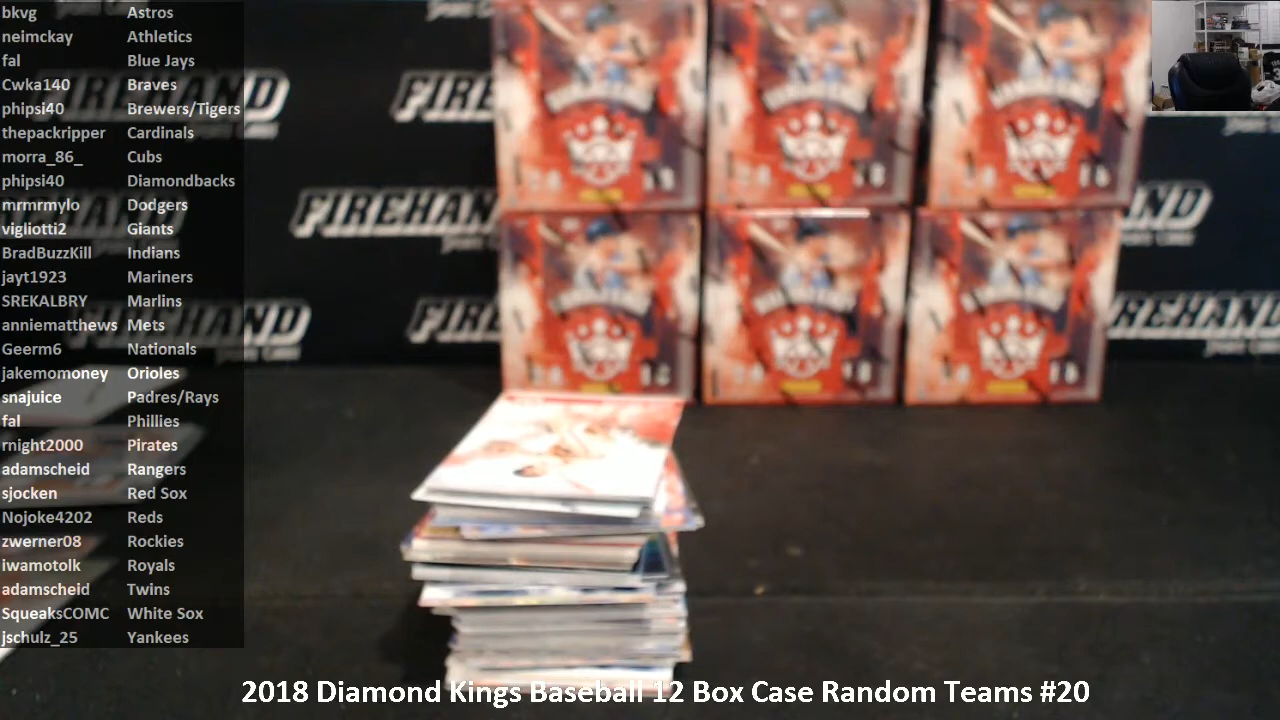 bkvg Astros
neimckay Athletics
fal Blue Jays
Cwka140 Braves
phipsi40 Brewers/Tigers
thepackripper Cardinals
morra_86_ Cubs
phipsi40 Diamondbacks
mrmrmylo Dodgers
vigliotti2 Giants
BradBuzzKill Indians
jayt1923 Mariners
SREKALBRY Marlins
anniematthews Mets
Geerm6 Nationals
jakemomoney Orioles
snajuice Padres/Rays
fal Phillies
rnight2000 Pirates
adamscheid Rangers
sjocken Red Sox
Nojoke4202 Reds
zwerner08 Rockies
iwamotolk Royals
adamscheid Twins
SqueaksCOMC White Sox
jschulz_25 Yankees
FIREHAND
FIREHAND
2018 Diamond Kings Baseball 12 Box Case Random Teams #20